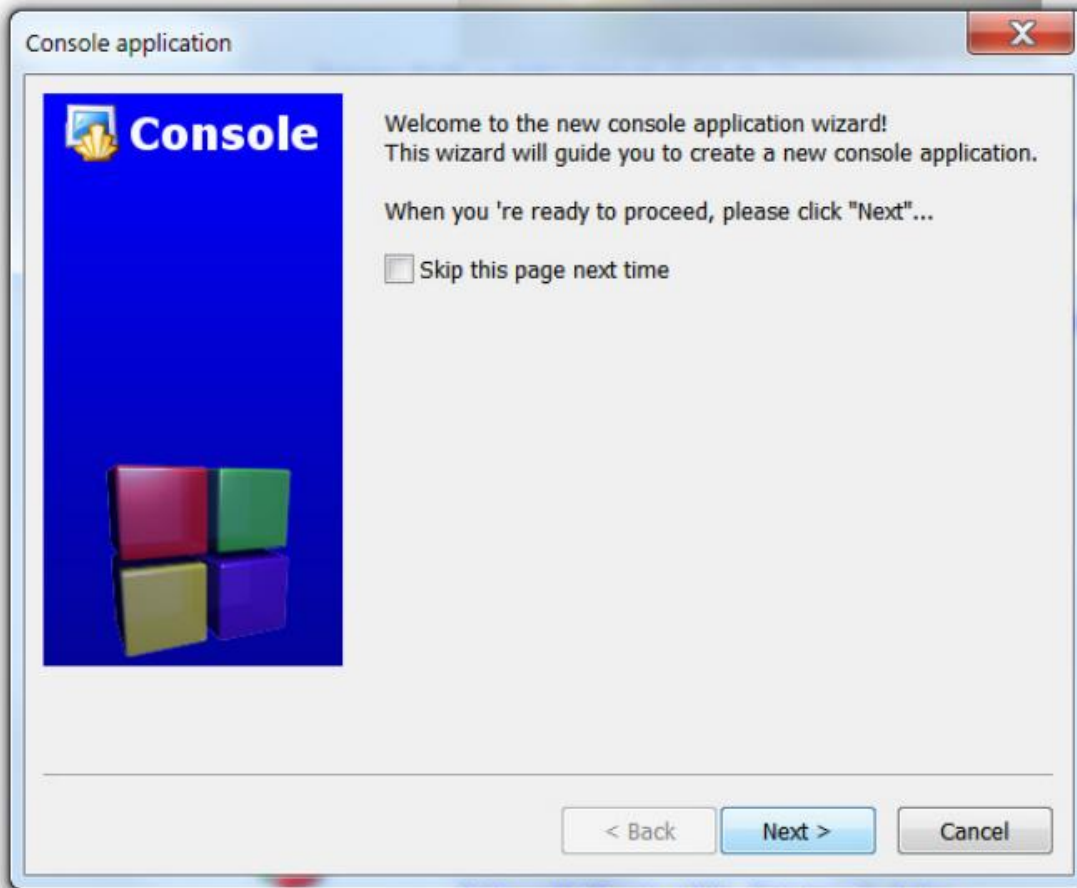 Console application
Console
Welcome to the new console application wizard!
This wizard will guide you to create a new console application.
When you 're ready to proceed, please click "Next"...
Skip this page next time
< Back
Next >
Cancel